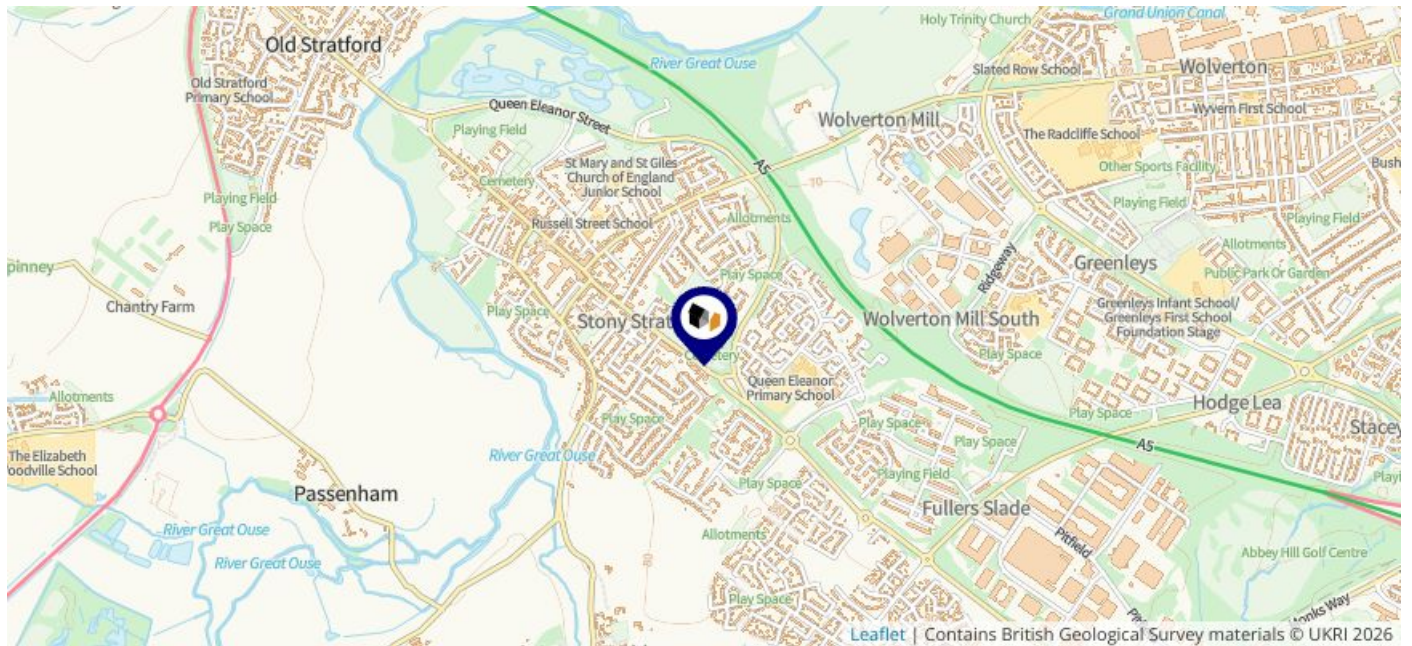 Holy Trinity Church
Grand Union Canal
Old Stratford
River Great Ouse
Slated Row School
Wolverton
Old Stratford
Primary School
Queen Eleanor Street
Wyvern First School
Wolverton Mill
The Radcliffe School
Playing Field
A5
St Mary and St Giles
Church of England
Junior School
Other Sports Facility
Cemetery
10
Playing Field
Playing Field
Play Space
Russell Street School
Allotments
Playing Field
Allotments
Ridgeway
Greenleys
Public Park Or Garden
Play Space
Chantry Farm
Play Space
Stony
Wolverton Mill South
Greenleys Infant School/
Greenleys First School
Foundation Stage
Cemetery
Play Space
Allotments
Queen Eleanor
Primary School
Play Space
Hodge Lea
Play Space
Play Space
Play Space
A5
Stacey
The Elizabeth
River Great Ouse
Playing Field
Passenham
Play Space
Fullers Slade
River Great Ouse
Allotments
Pitfield
River Great Ouse
80
Abbey Hill Golf Centre
Play Space
Leaflet | Contains British Geological Survey materials © UKRI 2026